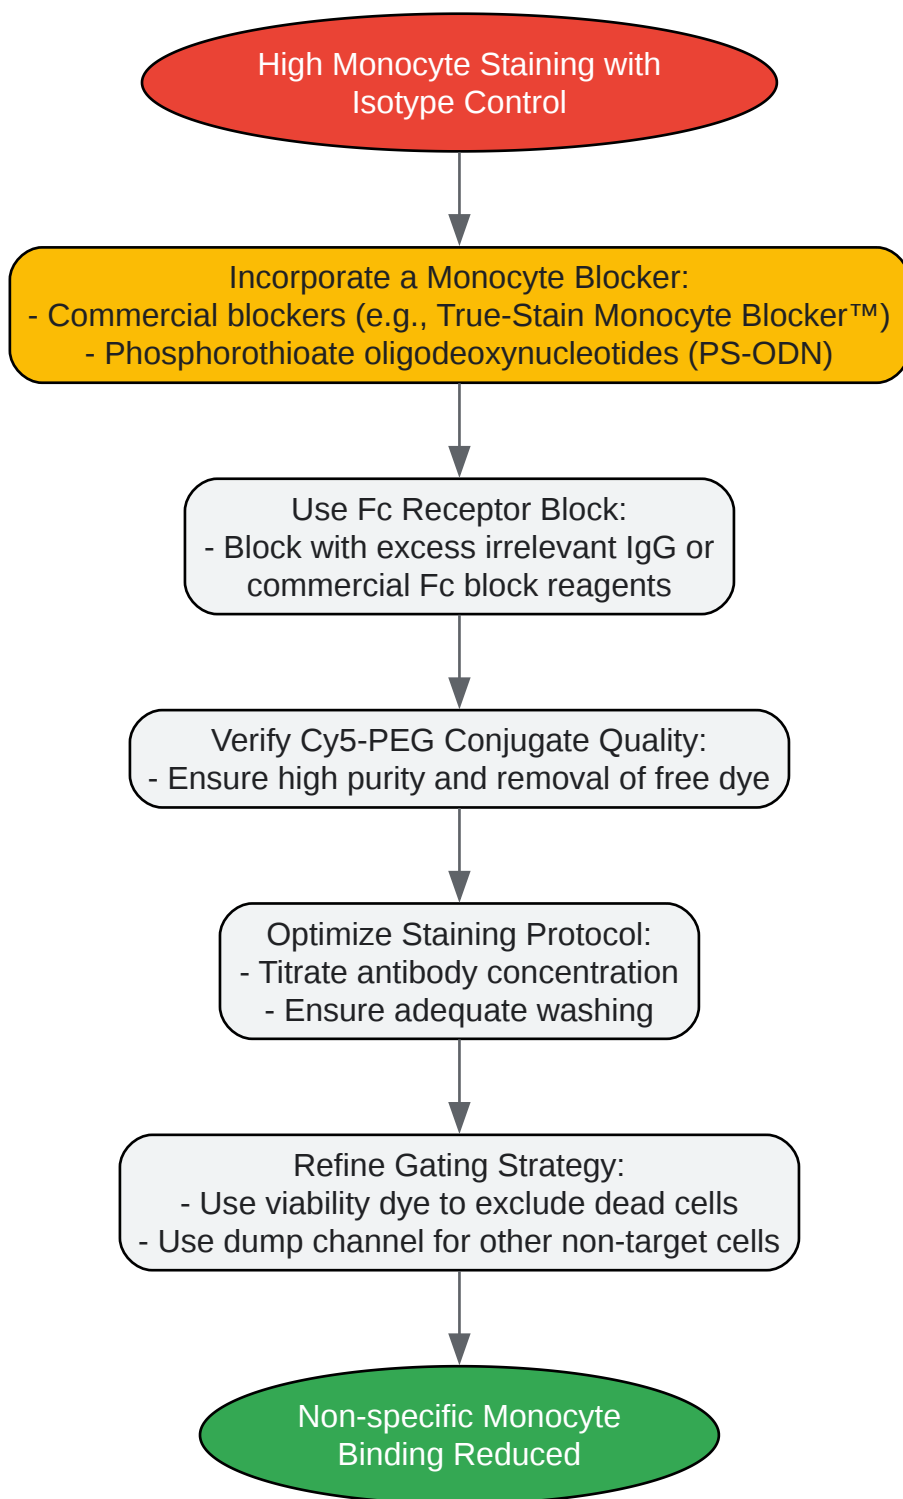 High Monocyte Staining with
Isotype Control
Incorporate a Monocyte Blocker:
- Commercial blockers (e.g., True-Stain Monocyte Blocker™)
- Phosphorothioate oligodeoxynucleotides (PS-ODN)
Use Fc Receptor Block:
- Block with excess irrelevant IgG or
commercial Fc block reagents
Verify Cy5-PEG Conjugate Quality:
- Ensure high purity and removal of free dye
Optimize Staining Protocol:
- Titrate antibody concentration
- Ensure adequate washing
Refine Gating Strategy:
- Use viability dye to exclude dead cells
- Use dump channel for other non-target cells
Non-specific Monocyte
Binding Reduced